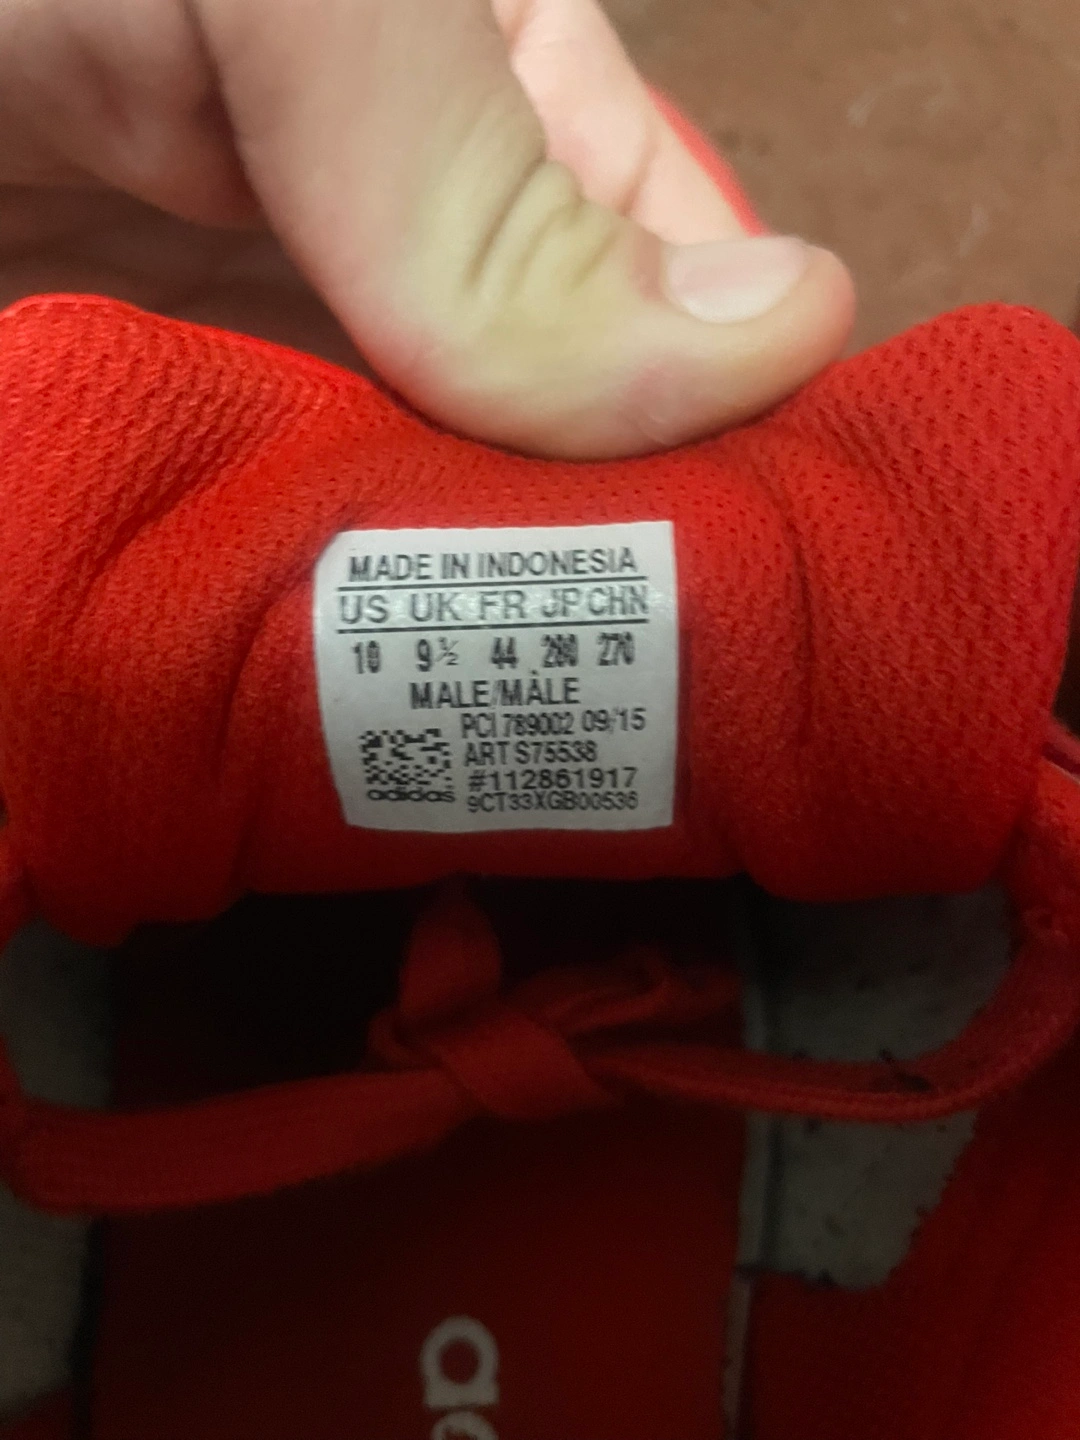 MADE IN INDONESIA
US UK FR JP CHN
10 9½ 44 280 270
MALE/MÀLE
PCI 789002 09/15
ART S75538
#112861917
9CT33XGB00536
adidas
a